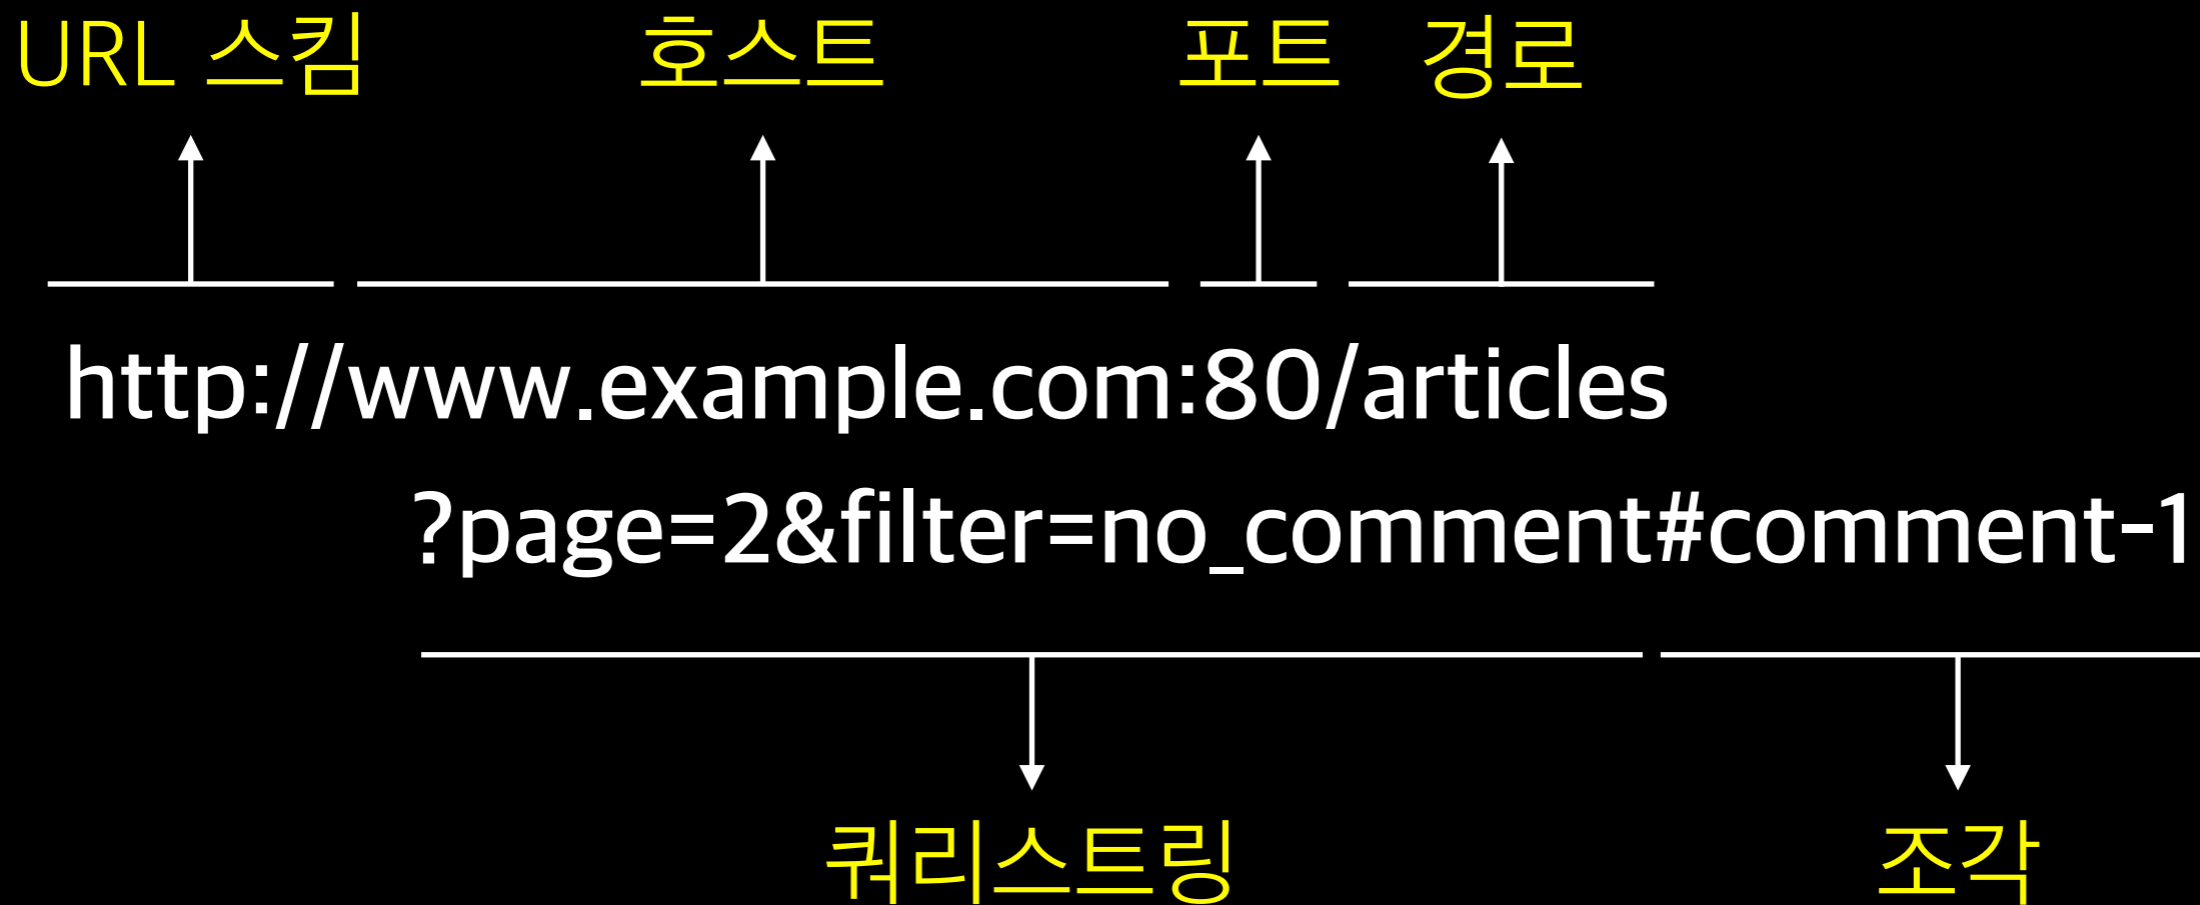 URL 스킴 호스트 포트 경로
http://www.example.com:80/articles
?page=2&filter=no_comment#comment-1
쿼리스트링 조각